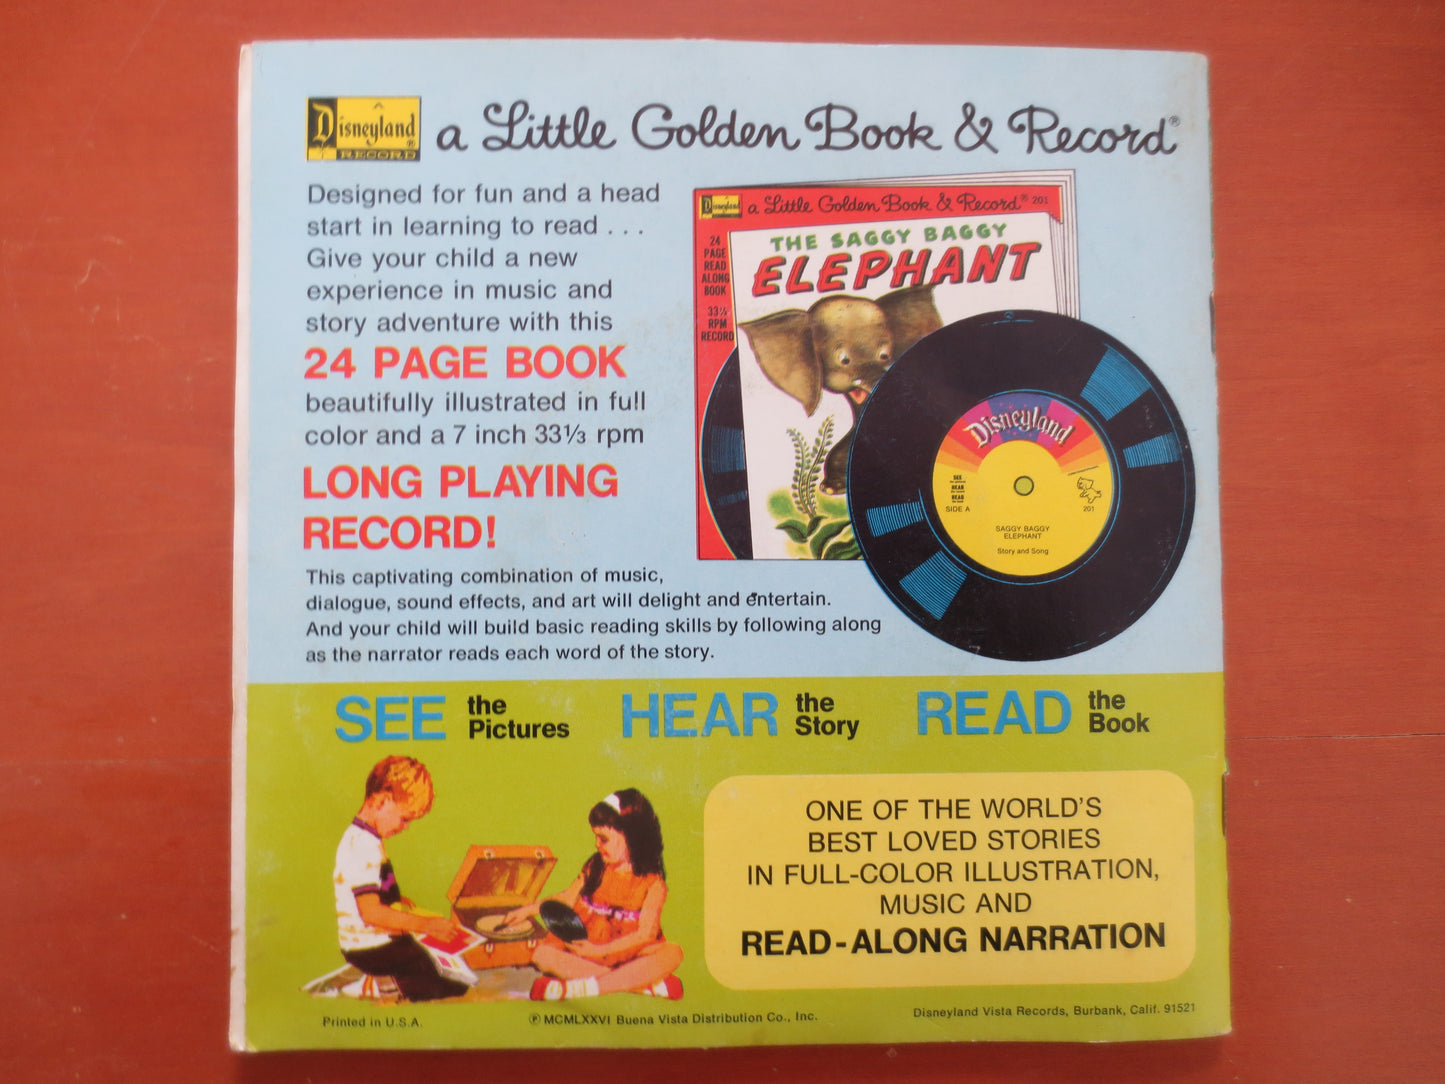 Disneyland®
RECORD
a Little Golden Book & Record®
Designed for fun and a head
start in learning to read . . .
Give your child a new
experience in music and
story adventure with this
24 PAGE BOOK
beautifully illustrated in full
color and a 7 inch 33⅓ rpm
LONG PLAYING
RECORD!
This captivating combination of music,
dialogue, sound effects, and art will delight and entertain.
And your child will build basic reading skills by following along
as the narrator reads each word of the story.
Disneyland
a Little Golden Book & Record® 201
24
PAGE
READ
ALONG
BOOK
33⅓
RPM
RECORD
THE SAGGY BAGGY
ELEPHANT
Disneyland
SEE
HEAR
READ
SIDE A
201
SAGGY BAGGY
ELEPHANT
Story and Song
SEE the Pictures
HEAR the Story
READ the Book
ONE OF THE WORLD'S
BEST LOVED STORIES
IN FULL-COLOR ILLUSTRATION,
MUSIC AND
READ-ALONG NARRATION
Printed in U.S.A.
℗ MCMLXXVI Buena Vista Distribution Co., Inc.
Disneyland Vista Records, Burbank, Calif. 91521